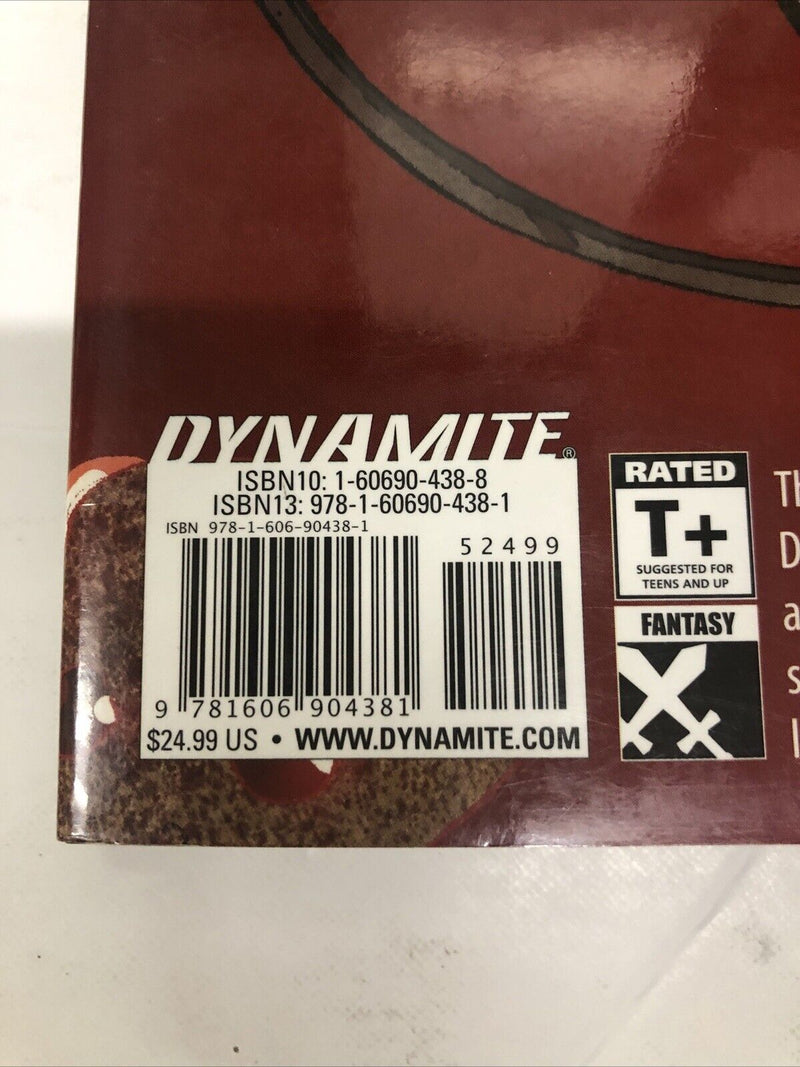 DYNAMITE®
ISBN10: 1-60690-438-8
ISBN13: 978-1-60690-438-1
ISBN 978-1-606-90438-1
52499
9 781606 904381
$24.99 US • WWW.DYNAMITE.COM
RATED
T+
SUGGESTED FOR
TEENS AND UP
FANTASY